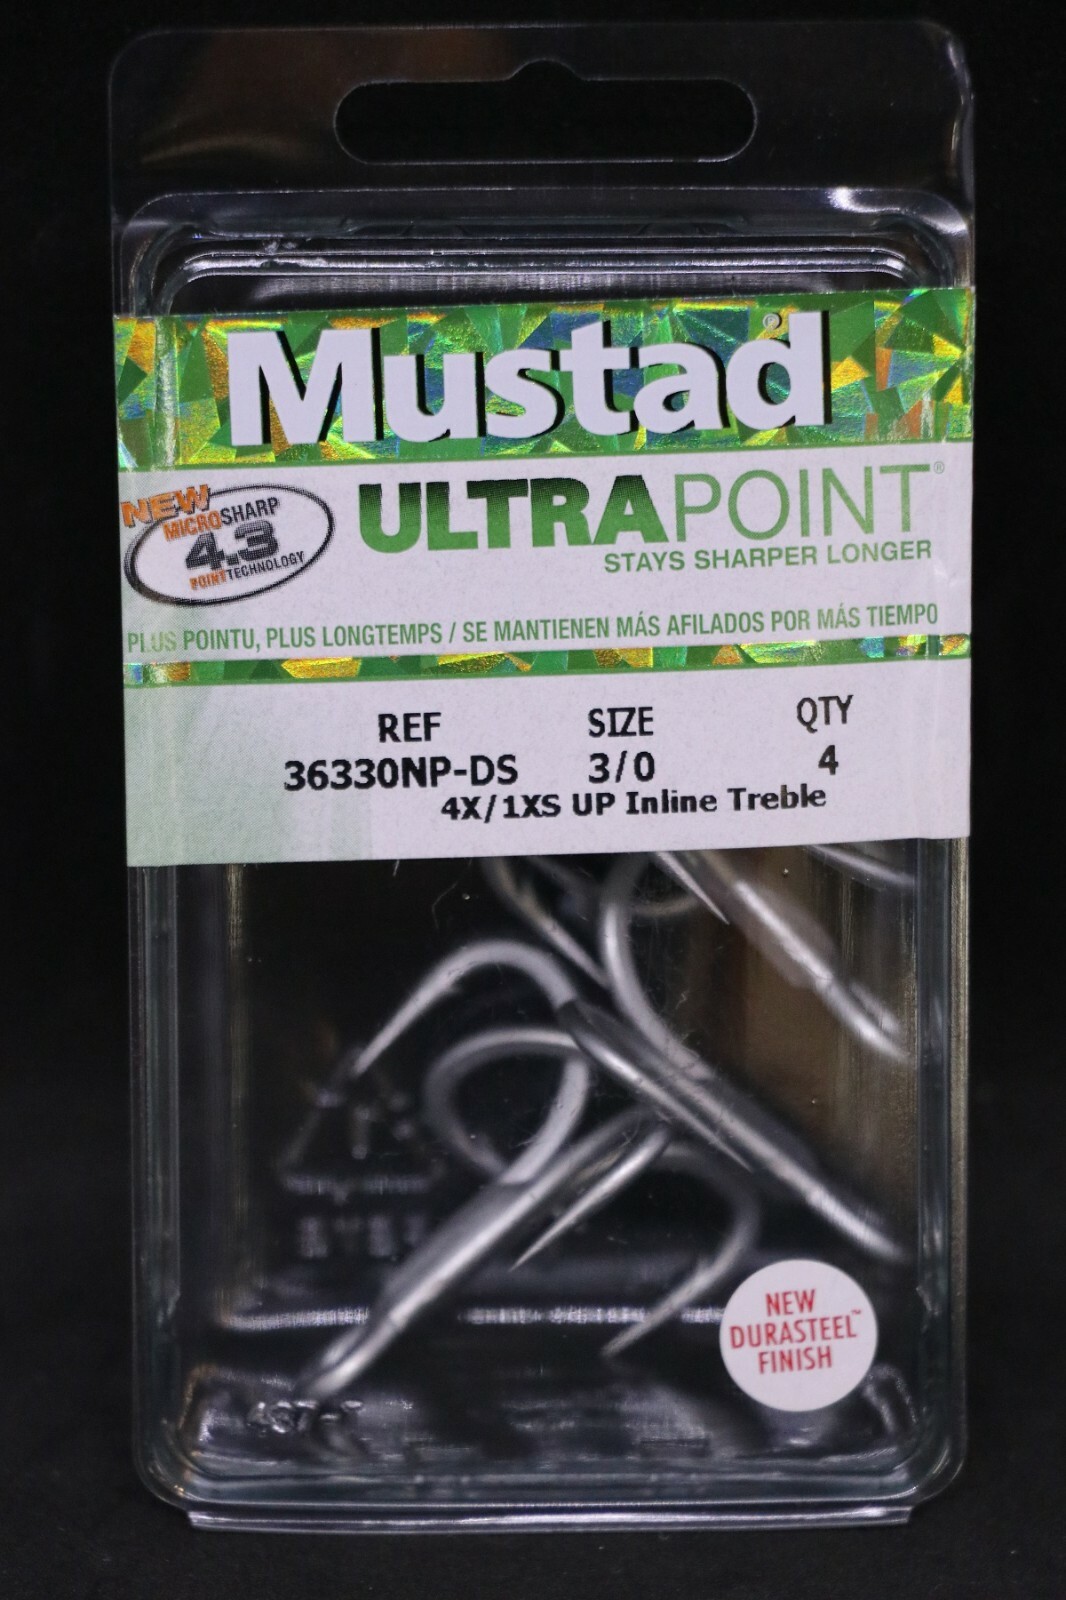 Mustad®
NEW
MICROSHARP
4.3
POINT TECHNOLOGY
ULTRAPOINT®
STAYS SHARPER LONGER
PLUS POINTU, PLUS LONGTEMPS / SE MANTIENEN MÁS AFILADOS POR MÁS TIEMPO
REF SIZE QTY
36330NP-DS 3/0 4
4X/1XS UP Inline Treble
NEW
DURASTEEL™
FINISH